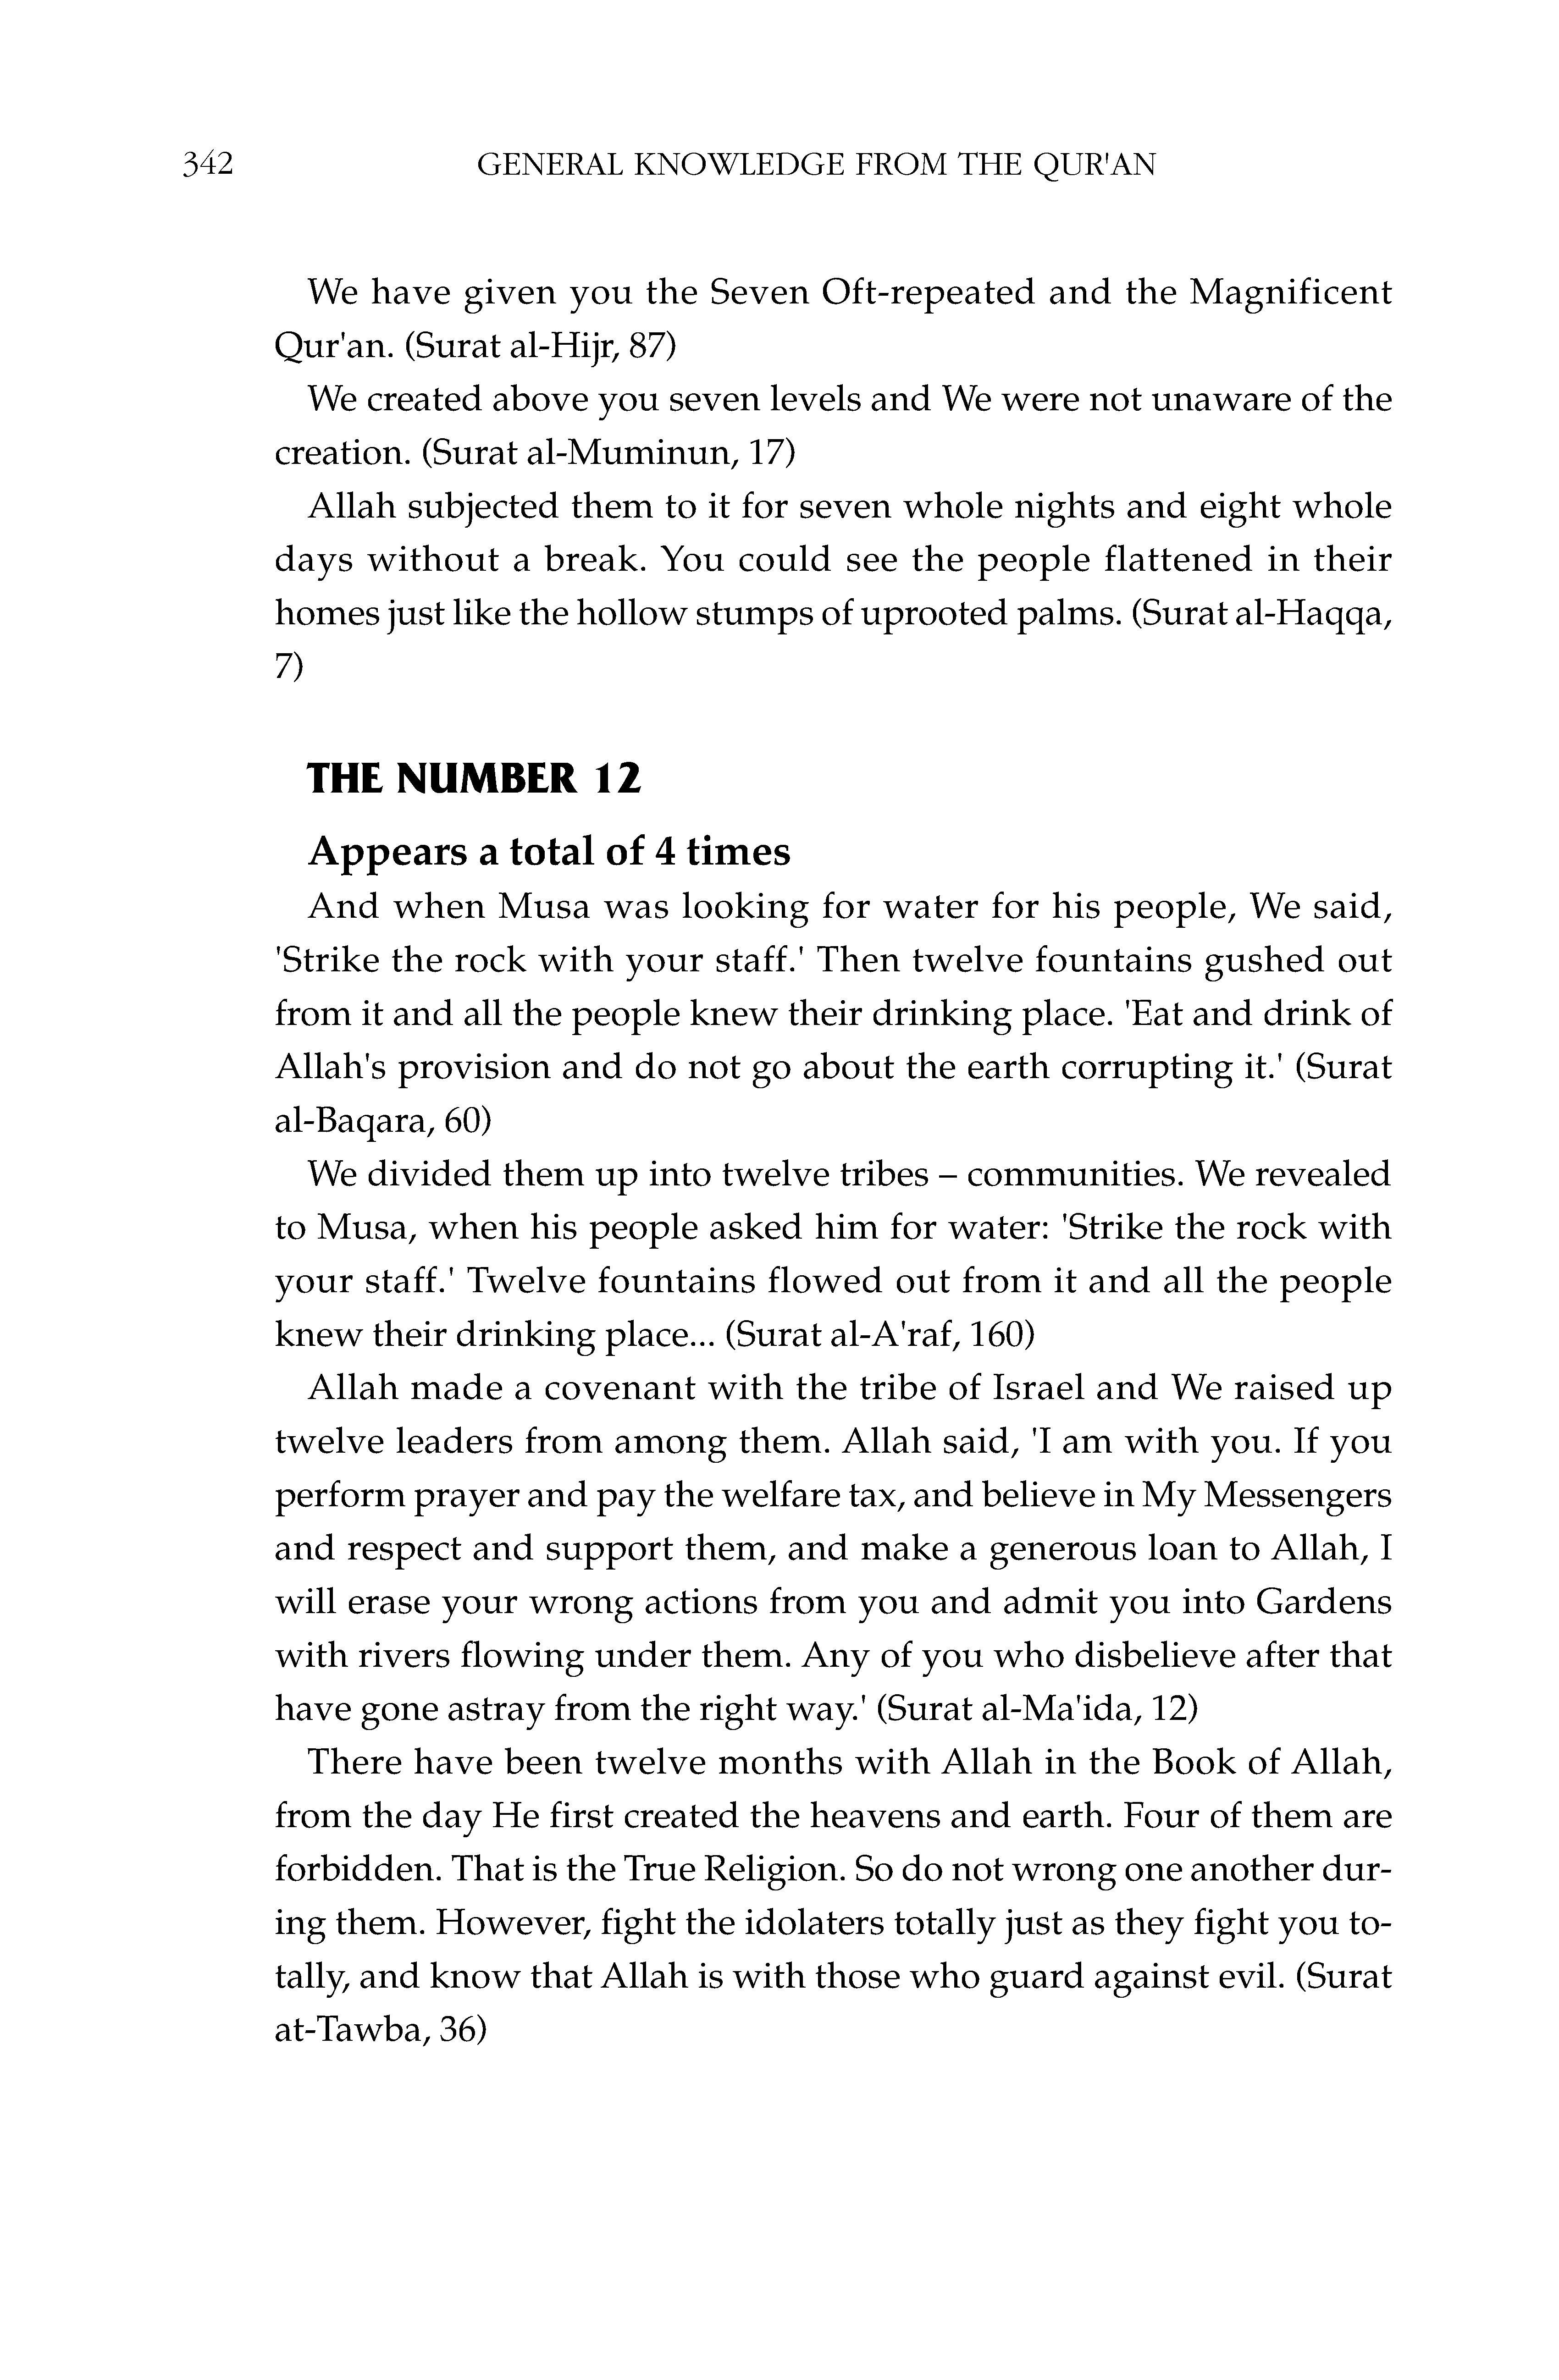 342 GENERAL KNOWLEDGE FROM THE QUR'AN
We have given you the Seven Oft-repeated and the Magnificent
Qur'an. (Surat al-Hijr, 87)
We created above you seven levels and We were not unaware of the
creation. (Surat al-Muminun, 17)
Allah subjected them to it for seven whole nights and eight whole
days without a break. You could see the people flattened in their
homes just like the hollow stumps of uprooted palms. (Surat al-Haqqa,
7)
THE NUMBER 12
Appears a total of 4 times
And when Musa was looking for water for his people, We said,
'Strike the rock with your staff.' Then twelve fountains gushed out
from it and all the people knew their drinking place. 'Eat and drink of
Allah's provision and do not go about the earth corrupting it.' (Surat
al-Baqara, 60)
We divided them up into twelve tribes – communities. We revealed
to Musa, when his people asked him for water: 'Strike the rock with
your staff.' Twelve fountains flowed out from it and all the people
knew their drinking place... (Surat al-A'raf, 160)
Allah made a covenant with the tribe of Israel and We raised up
twelve leaders from among them. Allah said, 'I am with you. If you
perform prayer and pay the welfare tax, and believe in My Messengers
and respect and support them, and make a generous loan to Allah, I
will erase your wrong actions from you and admit you into Gardens
with rivers flowing under them. Any of you who disbelieve after that
have gone astray from the right way.' (Surat al-Ma'ida, 12)
There have been twelve months with Allah in the Book of Allah,
from the day He first created the heavens and earth. Four of them are
forbidden. That is the True Religion. So do not wrong one another dur-
ing them. However, fight the idolaters totally just as they fight you to-
tally, and know that Allah is with those who guard against evil. (Surat
at-Tawba, 36)